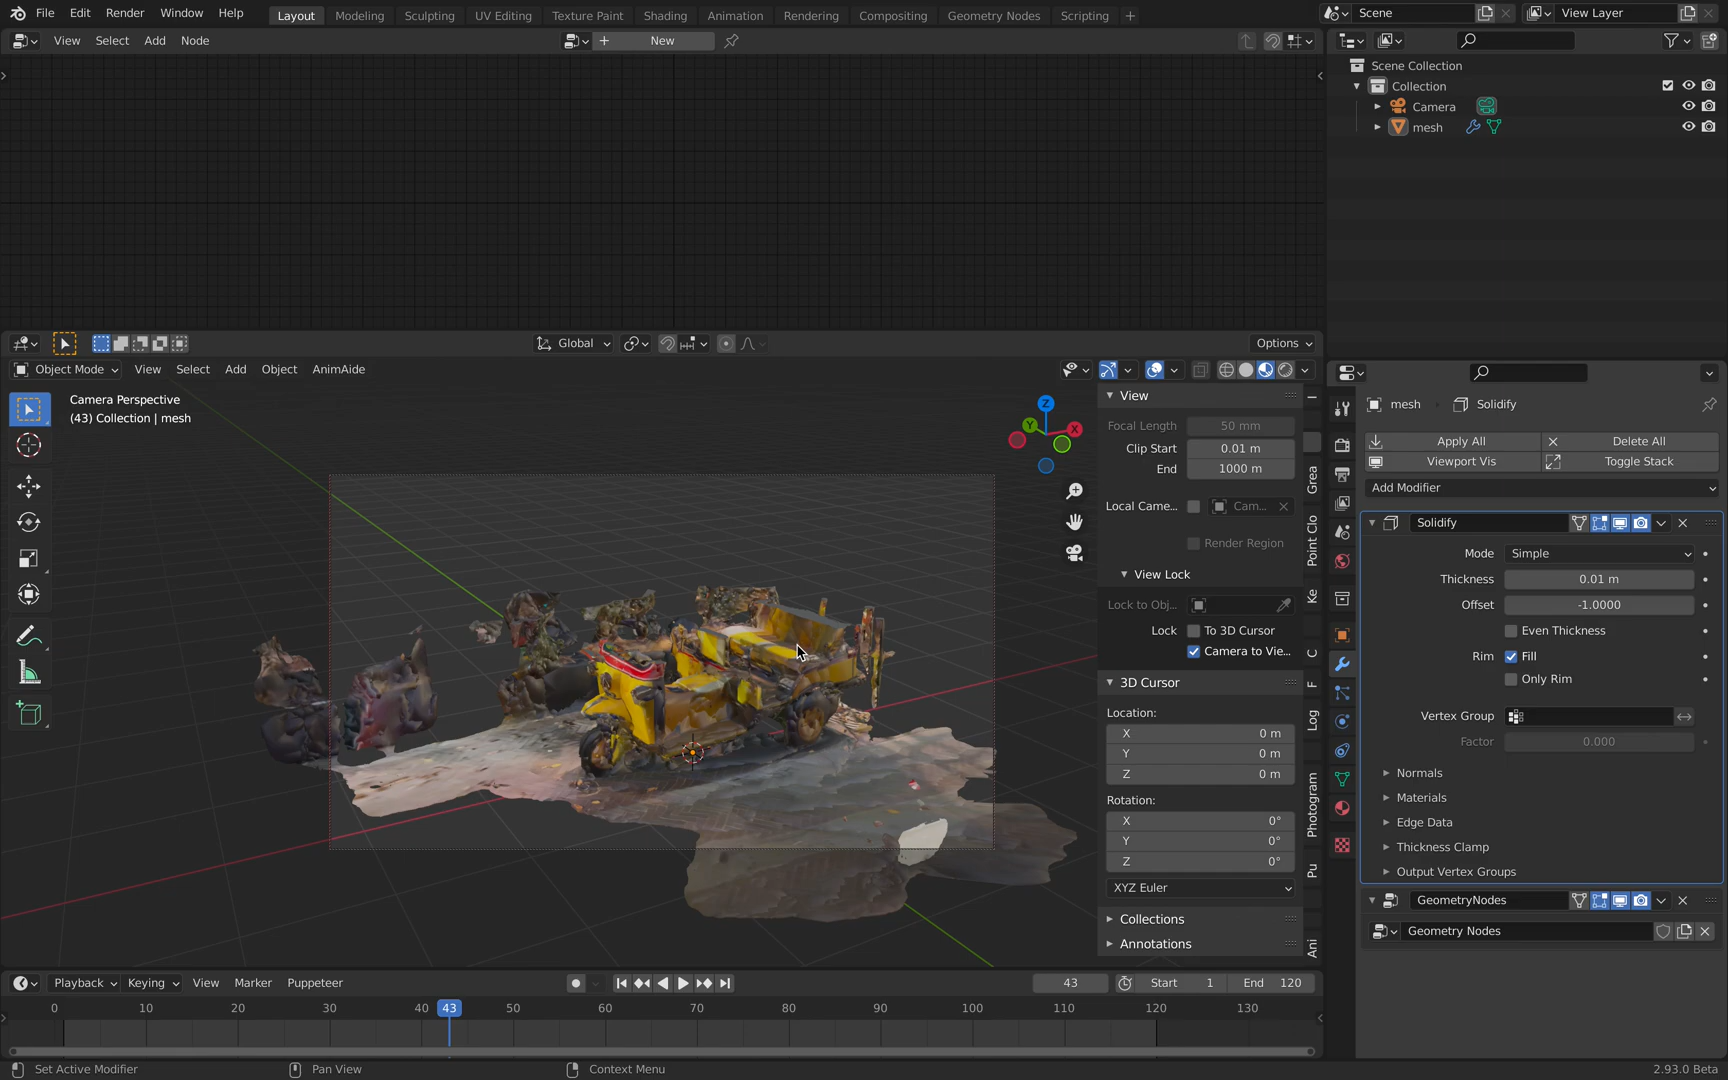 File Edit Render Window Help Layout Modeling Sculpting UV Editing Texture Paint Shading Animation Rendering Compositing Geometry Nodes Scripting + Scene View Layer
View Select Add Node + New
Scene Collection
Collection
Camera
mesh
Global Options
Object Mode View Select Add Object AnimAide
Camera Perspective
(43) Collection | mesh
Z
Y
X
View
Focal Length 50 mm
Clip Start 0.01 m
End 1000 m
Local Came... Cam...
Render Region
View Lock
Lock to Obj...
Lock To 3D Cursor
Camera to Vie...
3D Cursor
Location:
X 0 m
Y 0 m
Z 0 m
Rotation:
X 0°
Y 0°
Z 0°
XYZ Euler
Collections
Annotations
Grea
Point Clo
Ke
C
F
Log
Photogram
Pu
Ani
mesh Solidify
Apply All Delete All
Viewport Vis Toggle Stack
Add Modifier
Solidify
Mode Simple
Thickness 0.01 m
Offset -1.0000
Even Thickness
Rim Fill
Only Rim
Vertex Group
Factor 0.000
Normals
Materials
Edge Data
Thickness Clamp
Output Vertex Groups
GeometryNodes
Geometry Nodes
Playback Keying View Marker Puppeteer 43 Start 1 End 120
0 10 20 30 40 43 50 60 70 80 90 100 110 120 130
Set Active Modifier Pan View Context Menu 2.93.0 Beta